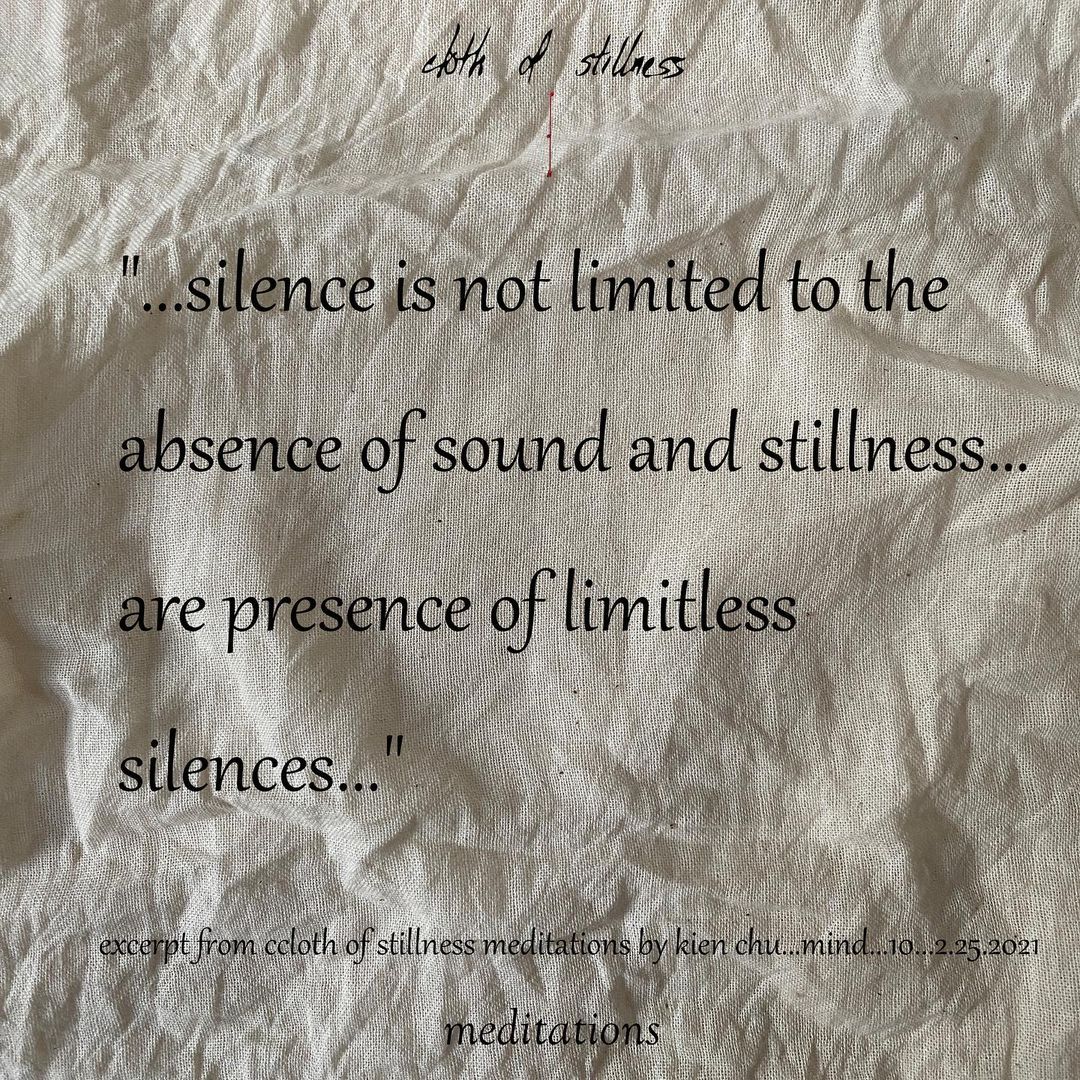 cloth of stillness
"...silence is not limited to the
absence of sound and stillness...
are presence of limitless
silences..."
excerpt from ccloth of stillness meditations by kien chu...mind...10...2.25.2021
meditations